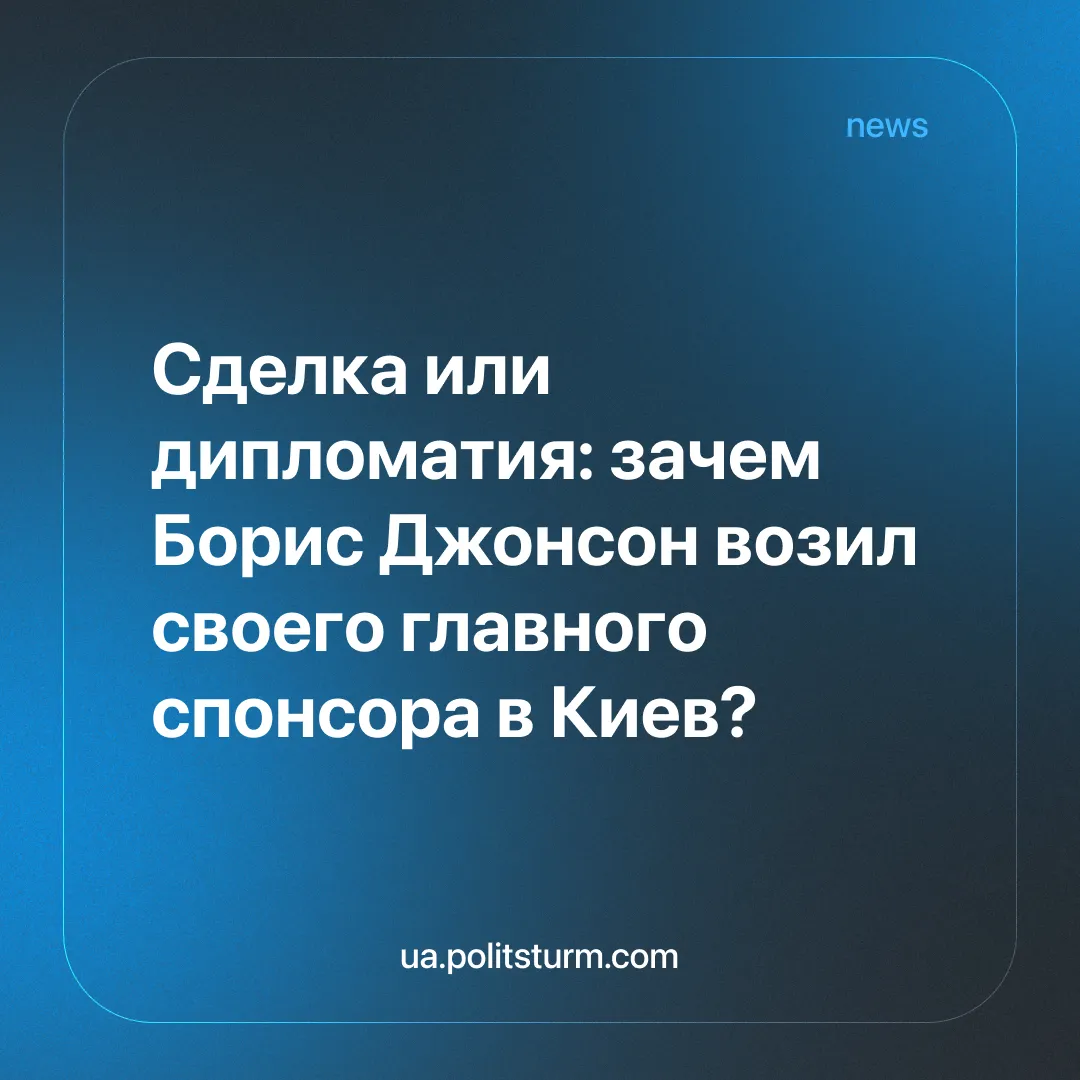 news
Сделка или
дипломатия: зачем
Борис Джонсон возил
своего главного
спонсора в Киев?
ua.politsturm.com